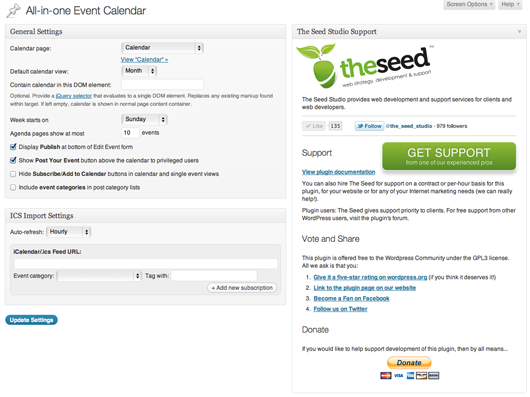 Screen Options
Help
All-in-one Event Calendar
General Settings
Calendar page: Calendar
View "Calendar" »
Default calendar view: Month
Contain calendar in this DOM element:
Optional. Provide a jQuery selector that evaluates to a single DOM element. Replaces any existing markup found
within target. If left empty, calendar is shown in normal page content container.
Week starts on Sunday
Agenda pages show at most 10 events
Display Publish at bottom of Edit Event form
Show Post Your Event button above the calendar to privileged users
Hide Subscribe/Add to Calendar buttons in calendar and single event views
Include event categories in post category lists
ICS Import Settings
Auto-refresh: Hourly
iCalendar/.ics Feed URL:
Event category: Tag with:
+ Add new subscription
Update Settings
The Seed Studio Support
theseed
web strategy, development & support
The Seed Studio provides web development and support services for clients and
web developers.
Like 135 Follow @the_seed_studio 979 followers
Support
GET SUPPORT
from one of our experienced pros
View plugin documentation
You can also hire The Seed for support on a contract or per-hour basis for this
plugin, for your website or for any of your Internet marketing needs (we can really
help!).
Plugin users: The Seed gives support priority to clients. For free support from other
WordPress users, visit the plugin's forum.
Vote and Share
This plugin is offered free to the Wordpress Community under the GPL3 license.
All we ask is that you:
1. Give it a five-star rating on wordpress.org (if you think it deserves it!)
2. Link to the plugin page on our website
3. Become a Fan on Facebook
4. Follow us on Twitter
Donate
If you would like to help support development of this plugin, then by all means...
Donate
VISA